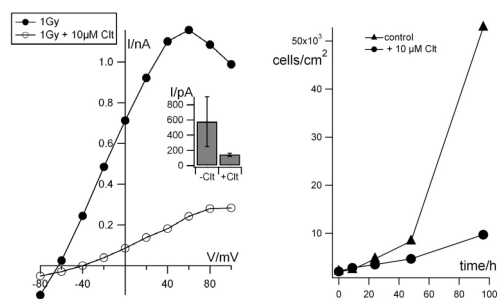 1Gy
1Gy + 10µM Clt
I/nA
1.0
0.8
0.6
0.4
0.2
-80
-40
0
40
80
V/mV
I/pA
800
600
400
200
0
-Clt
+Clt
control
+ 10 µM Clt
50x10³
cells/cm²
40
30
20
10
0
20
40
60
80
100
time/h